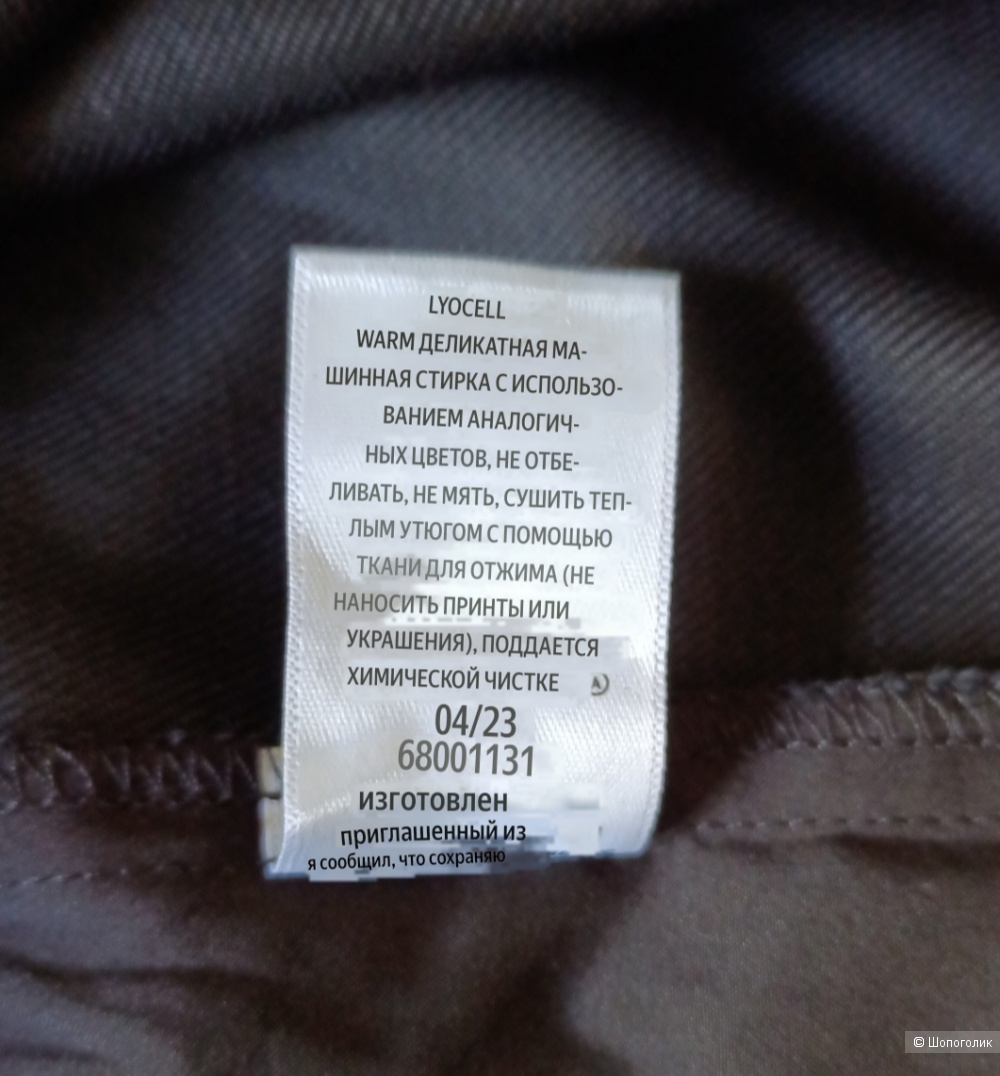 LYOCELL
WARM ДЕЛИКАТНАЯ МА-
ШИННАЯ СТИРКА С ИСПОЛЬЗО-
ВАНИЕМ АНАЛОГИЧ-
НЫХ ЦВЕТОВ, НЕ ОТБЕ-
ЛИВАТЬ, НЕ МЯТЬ, СУШИТЬ ТЕП-
ЛЫМ УТЮГОМ С ПОМОЩЬЮ
ТКАНИ ДЛЯ ОТЖИМА (НЕ
НАНОСИТЬ ПРИНТЫ ИЛИ
УКРАШЕНИЯ), ПОДДАЕТСЯ
ХИМИЧЕСКОЙ ЧИСТКЕ
04/23
68001131
изготовлен
приглашенный из
я сообщил, что сохраняю
© Шопоголик